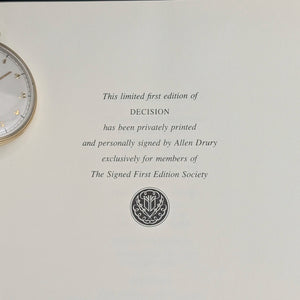 This limited first edition of
DECISION
has been privately printed
and personally signed by Allen Drury
exclusively for members of
The Signed First Edition Society